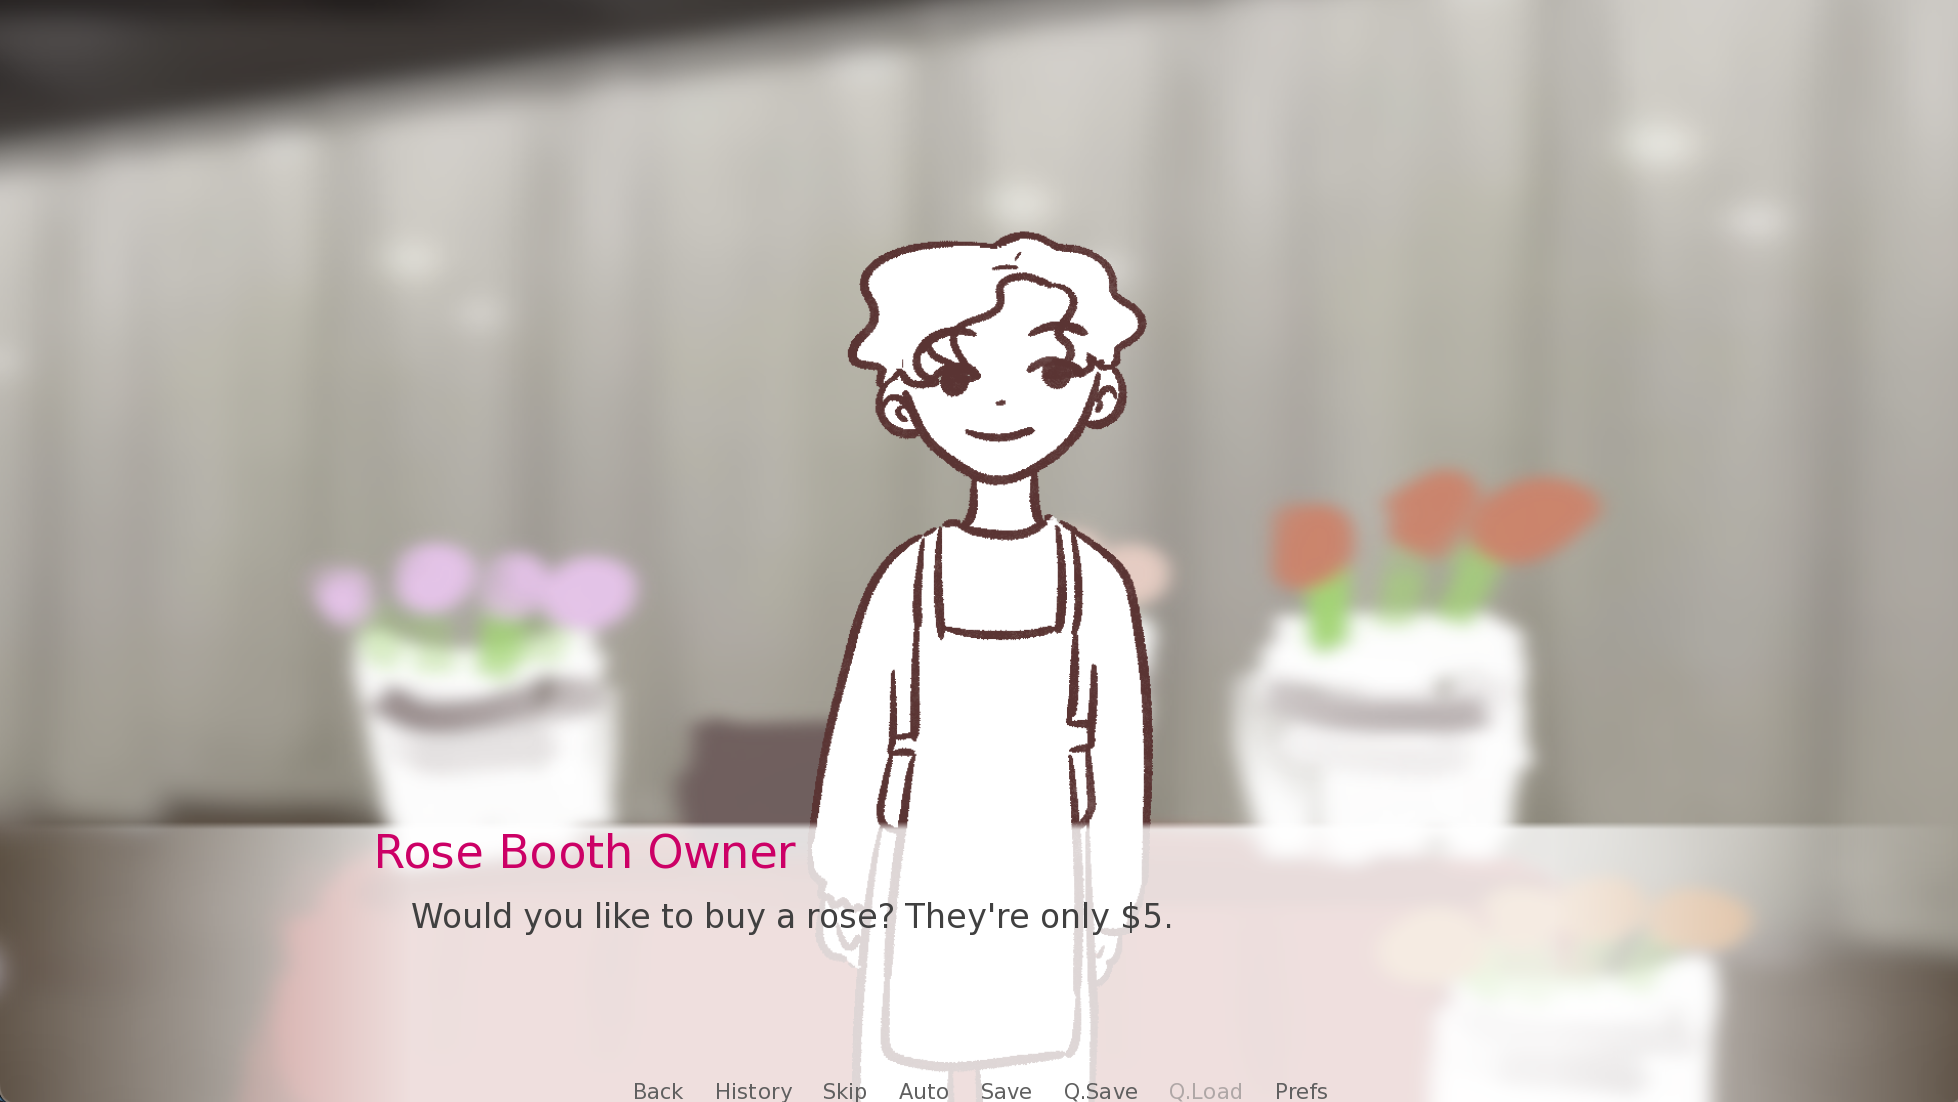 Rose Booth Owner
Would you like to buy a rose? They're only $5.
Back History Skip Auto Save Q.Save Q.Load Prefs